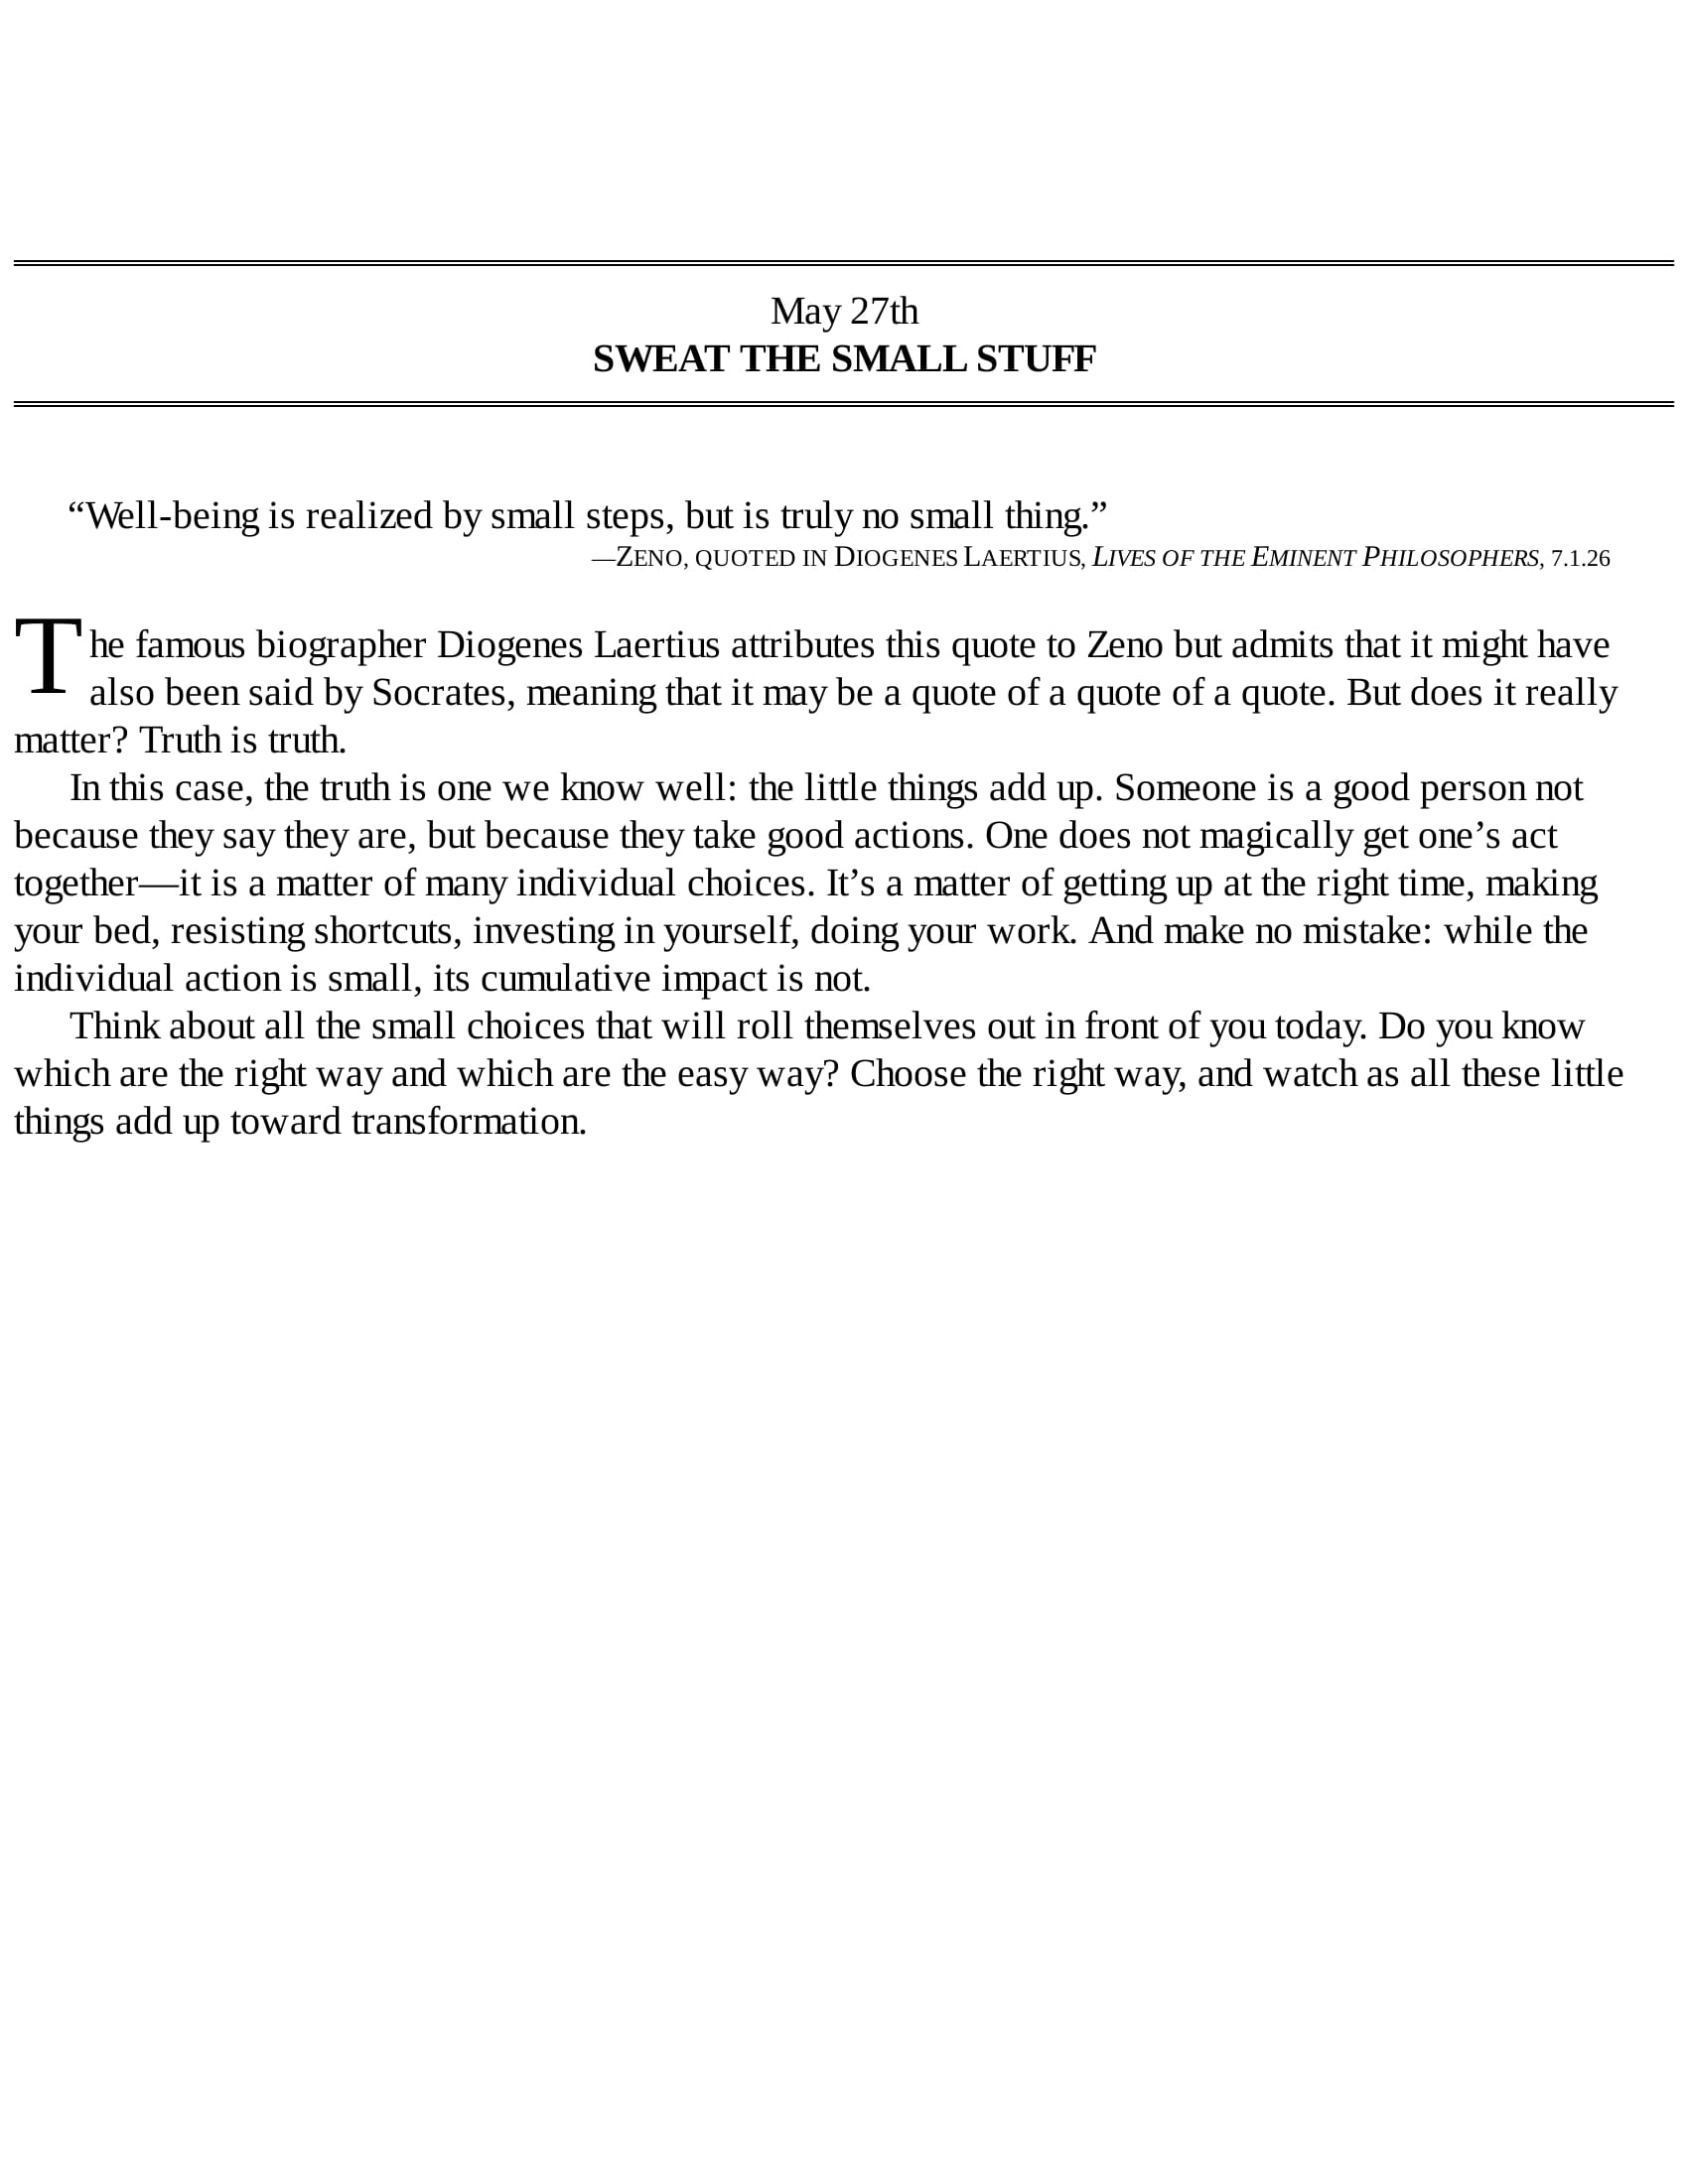 May 27th
SWEAT THE SMALL STUFF
“Well-being is realized by small steps, but is truly no small thing.”
—ZENO, QUOTED IN DIOGENES LAERTIUS, LIVES OF THE EMINENT PHILOSOPHERS, 7.1.26
The famous biographer Diogenes Laertius attributes this quote to Zeno but admits that it might have
also been said by Socrates, meaning that it may be a quote of a quote of a quote. But does it really
matter? Truth is truth.
In this case, the truth is one we know well: the little things add up. Someone is a good person not
because they say they are, but because they take good actions. One does not magically get one’s act
together—it is a matter of many individual choices. It’s a matter of getting up at the right time, making
your bed, resisting shortcuts, investing in yourself, doing your work. And make no mistake: while the
individual action is small, its cumulative impact is not.
Think about all the small choices that will roll themselves out in front of you today. Do you know
which are the right way and which are the easy way? Choose the right way, and watch as all these little
things add up toward transformation.